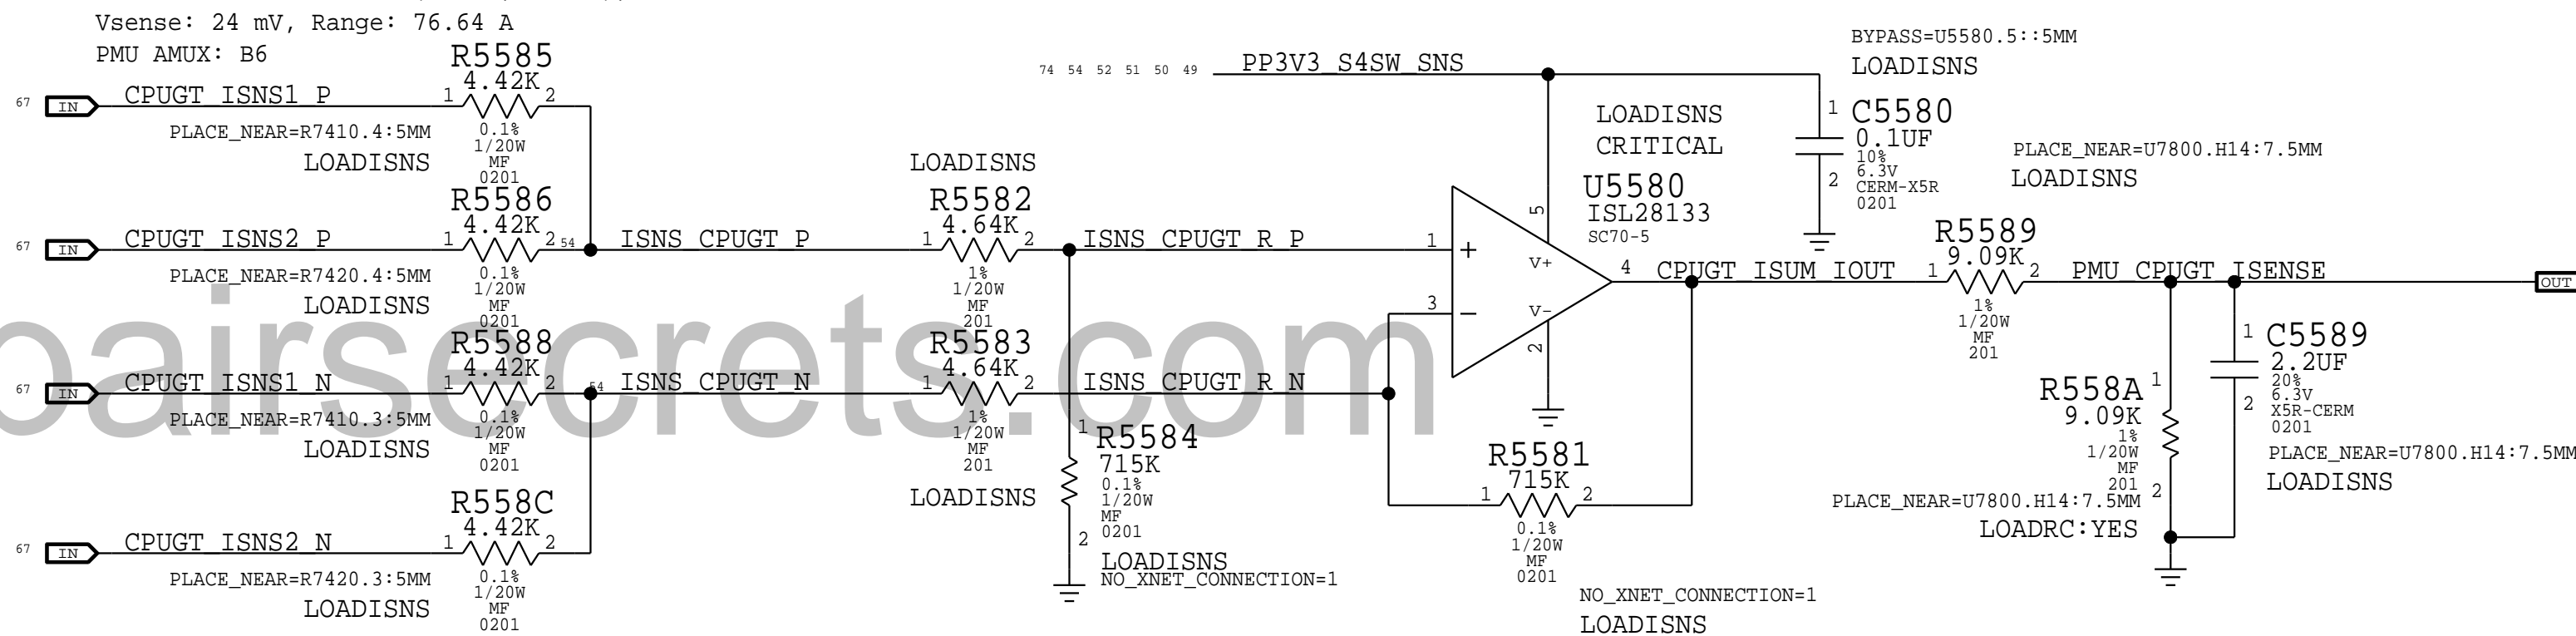 Vsense: 24 mV, Range: 76.64 A
PMU AMUX: B6
67
IN
CPUGT_ISNS1_P
PLACE_NEAR=R7410.4:5MM
LOADISNS
R5585
4.42K
1
2
0.1%
1/20W
MF
0201
67
IN
CPUGT_ISNS2_P
PLACE_NEAR=R7420.4:5MM
LOADISNS
R5586
4.42K
1
2
54
0.1%
1/20W
MF
0201
67
IN
CPUGT_ISNS1_N
PLACE_NEAR=R7410.3:5MM
LOADISNS
R5588
4.42K
1
2
54
0.1%
1/20W
MF
0201
67
IN
CPUGT_ISNS2_N
PLACE_NEAR=R7420.3:5MM
LOADISNS
R558C
4.42K
1
2
0.1%
1/20W
MF
0201
ISNS_CPUGT_P
LOADISNS
R5582
4.64K
1
2
1%
1/20W
MF
201
ISNS_CPUGT_R_P
ISNS_CPUGT_N
R5583
4.64K
1
2
1%
1/20W
MF
201
LOADISNS
ISNS_CPUGT_R_N
1
R5584
715K
0.1%
1/20W
MF
0201
2
LOADISNS
NO_XNET_CONNECTION=1
74 54 52 51 50 49
PP3V3_S4SW_SNS
LOADISNS
CRITICAL
U5580
ISL28133
SC70-5
1
+
3
-
5
V+
V-
2
4
R5581
715K
1
2
0.1%
1/20W
MF
0201
NO_XNET_CONNECTION=1
LOADISNS
BYPASS=U5580.5::5MM
LOADISNS
1
C5580
0.1UF
10%
6.3V
2
CERM-X5R
0201
CPUGT_ISUM_IOUT
PLACE_NEAR=U7800.H14:7.5MM
LOADISNS
R5589
9.09K
1
2
1%
1/20W
MF
201
PMU_CPUGT_ISENSE
OUT
R558A
1
9.09K
1%
1/20W
MF
201
2
PLACE_NEAR=U7800.H14:7.5MM
LOADRC:YES
1
C5589
2.2UF
20%
6.3V
2
X5R-CERM
0201
PLACE_NEAR=U7800.H14:7.5MM
LOADISNS
pairsecrets.com